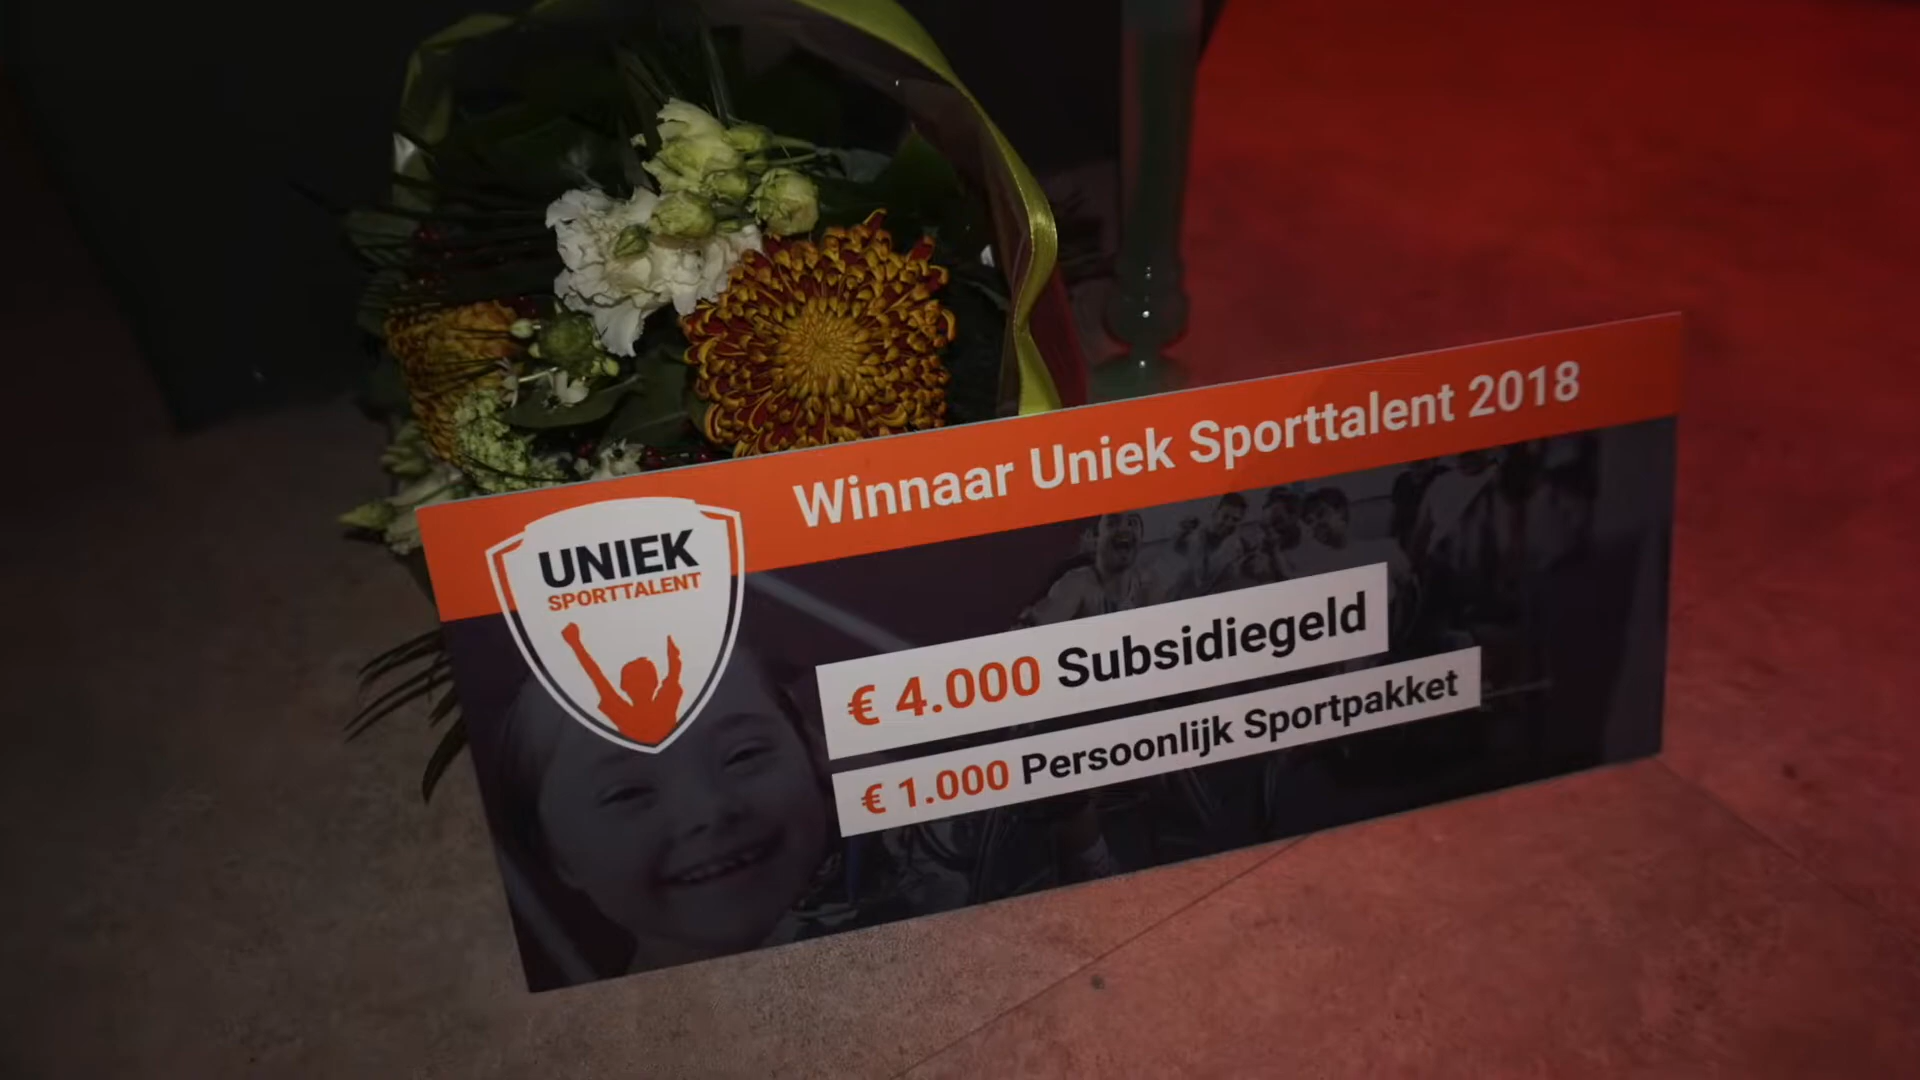 Winnaar Uniek Sporttalent 2018
UNIEK
SPORTTALENT
€ 4.000 Subsidiegeld
€ 1.000 Persoonlijk Sportpakket